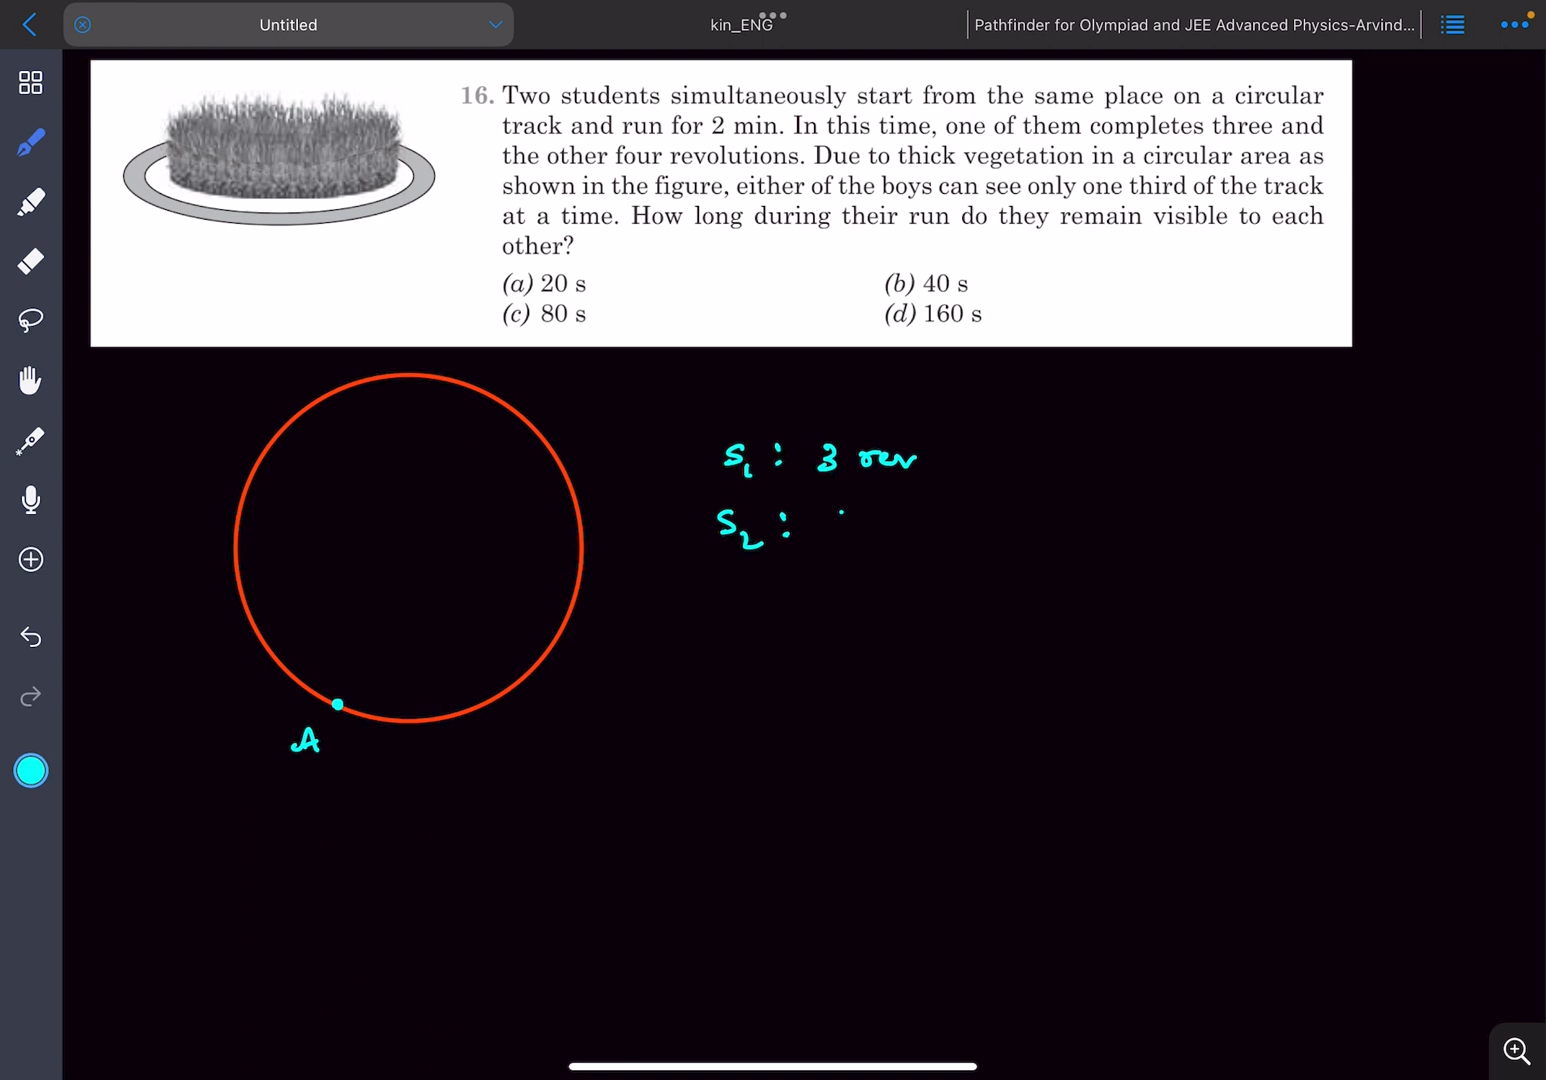 Untitled
kin_ENG
Pathfinder for Olympiad and JEE Advanced Physics-Arvind...
16. Two students simultaneously start from the same place on a circular
track and run for 2 min. In this time, one of them completes three and
the other four revolutions. Due to thick vegetation in a circular area as
shown in the figure, either of the boys can see only one third of the track
at a time. How long during their run do they remain visible to each
other?
(a) 20 s (b) 40 s
(c) 80 s (d) 160 s
S₁ : 3 rev
S₂ :
A